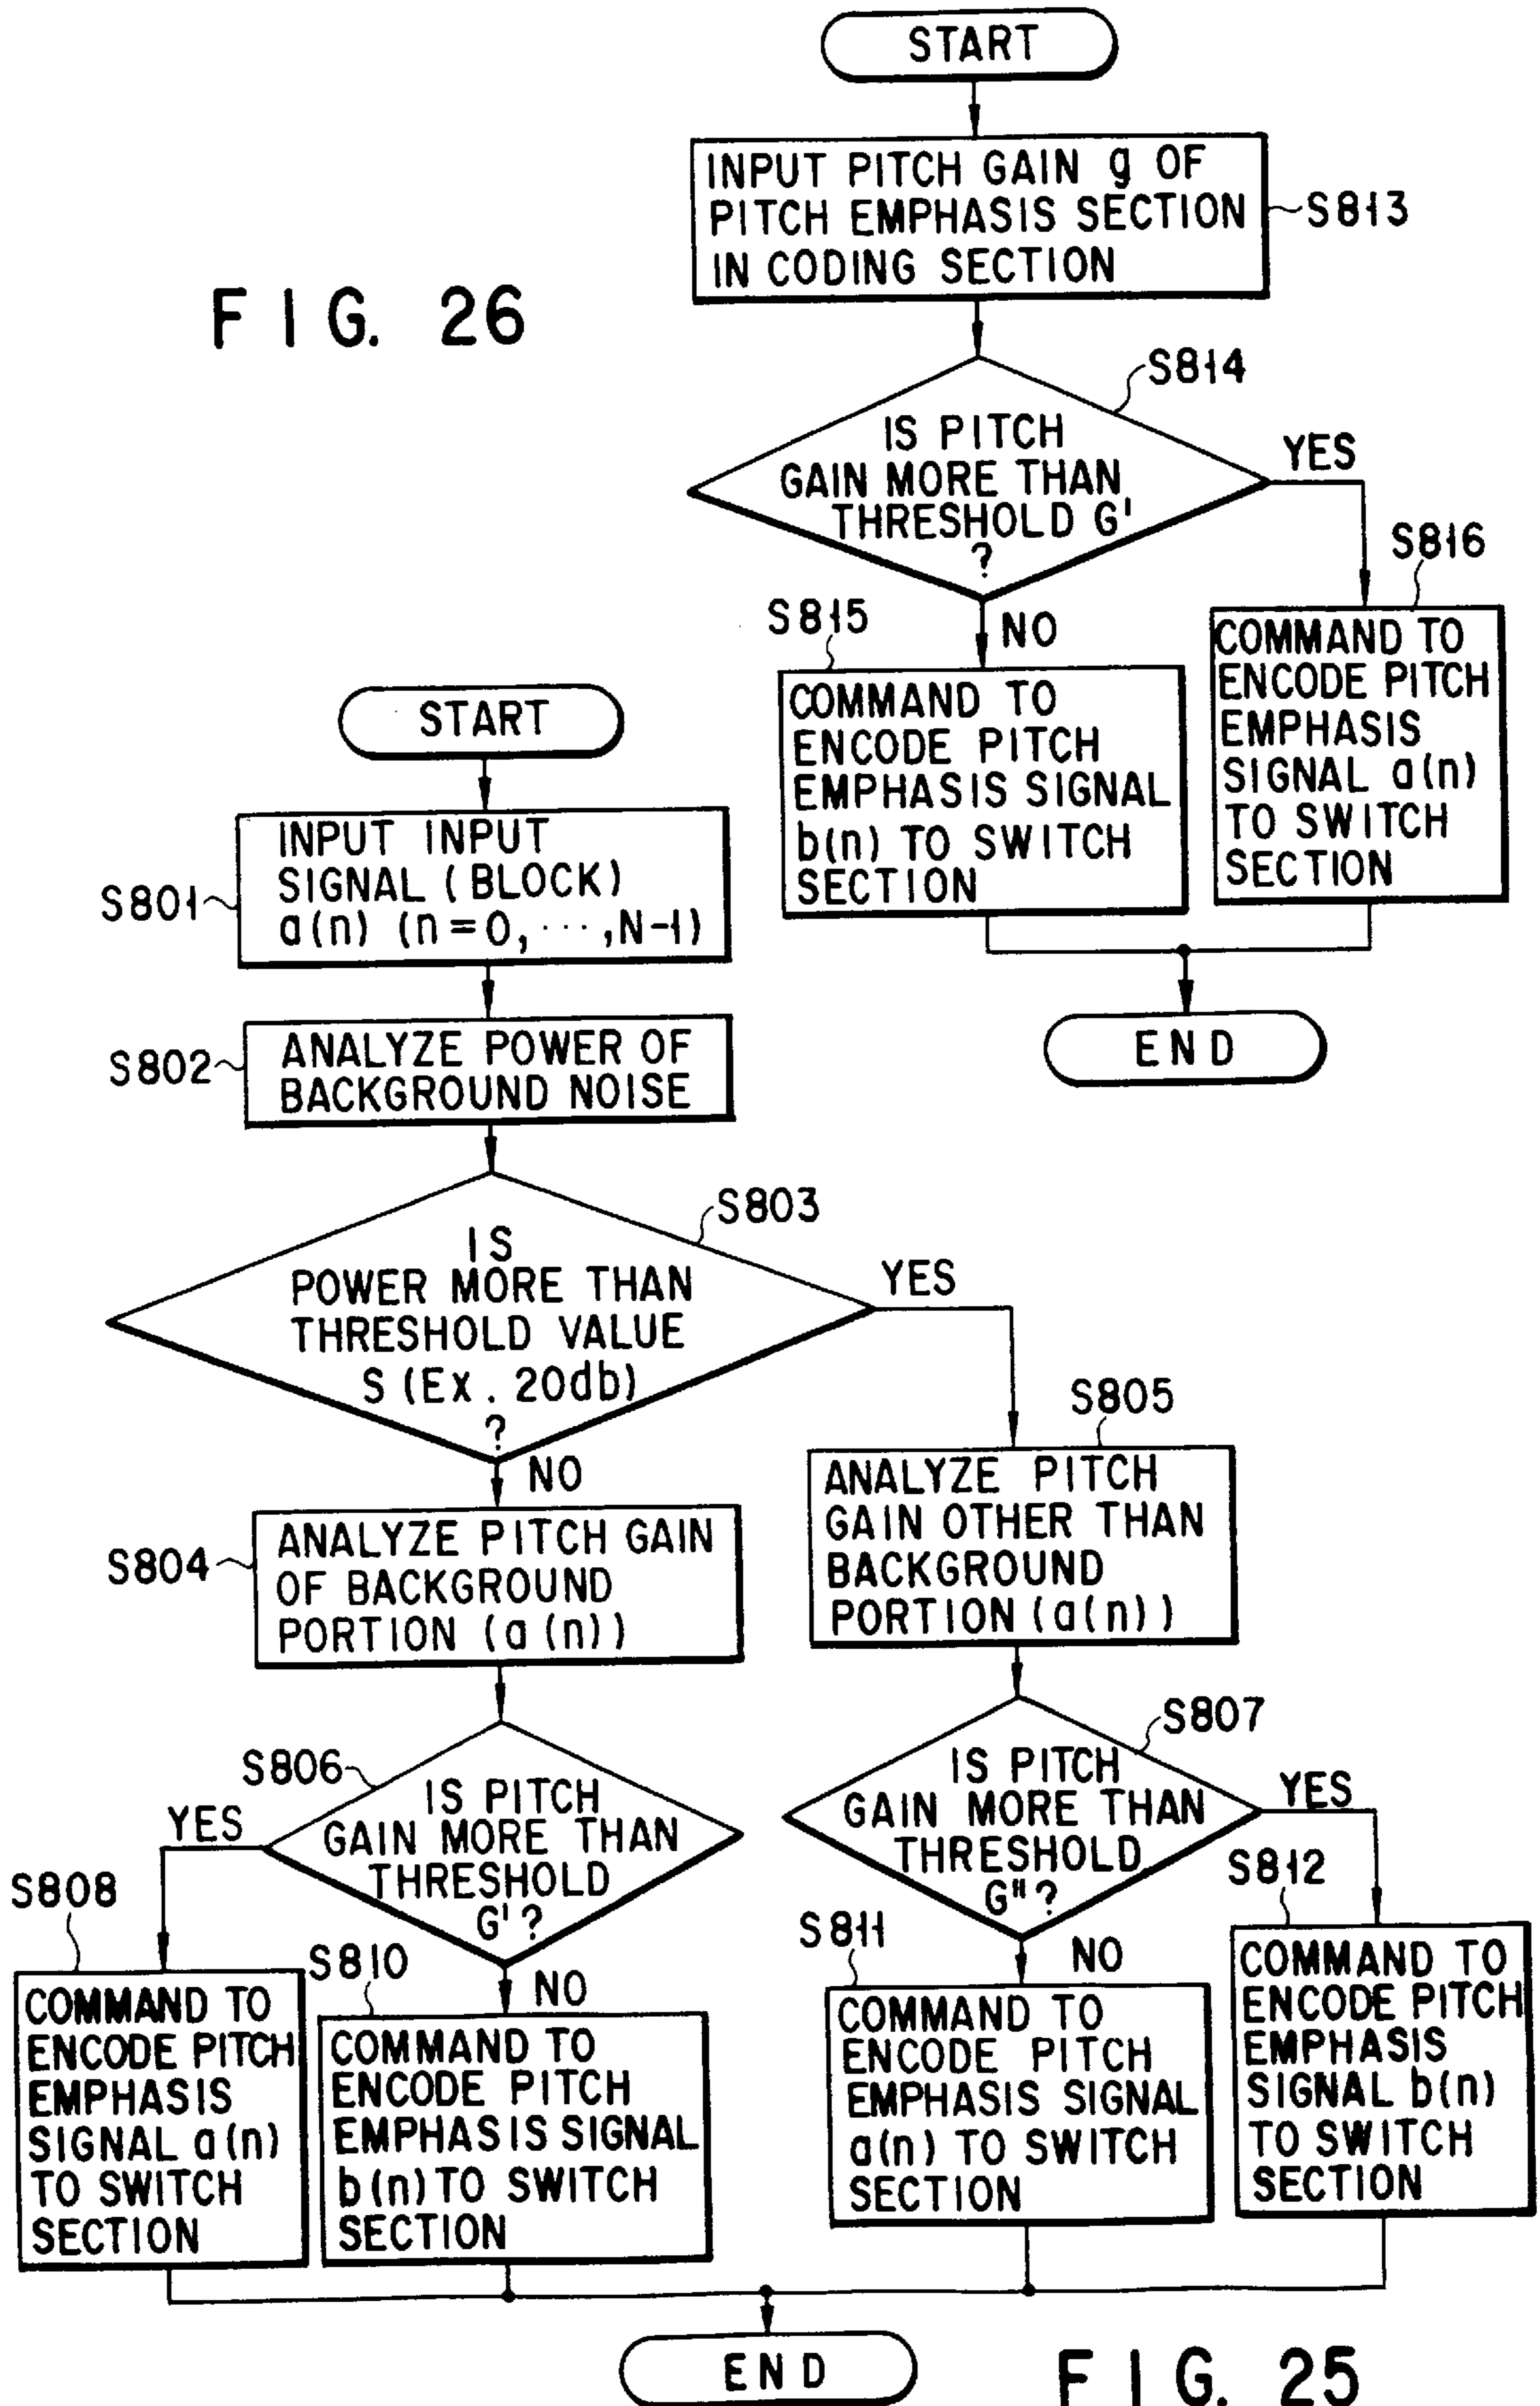 FIG. 26
START
INPUT PITCH GAIN g OF
PITCH EMPHASIS SECTION
IN CODING SECTION
S813
S814
IS PITCH
GAIN MORE THAN
THRESHOLD G'
?
YES
NO
S815
COMMAND TO
ENCODE PITCH
EMPHASIS SIGNAL
b(n) TO SWITCH
SECTION
S816
COMMAND TO
ENCODE PITCH
EMPHASIS
SIGNAL a(n)
TO SWITCH
SECTION
END
START
S801
INPUT INPUT
SIGNAL (BLOCK)
a(n) (n=0, ··· ,N-1)
S802
ANALYZE POWER OF
BACKGROUND NOISE
S803
IS
POWER MORE THAN
THRESHOLD VALUE
S (Ex. 20db)
?
YES
NO
S804
ANALYZE PITCH GAIN
OF BACKGROUND
PORTION (a (n))
S805
ANALYZE PITCH
GAIN OTHER THAN
BACKGROUND
PORTION (a(n))
S806
IS PITCH
GAIN MORE THAN
THRESHOLD
G' ?
YES
NO
S807
IS PITCH
GAIN MORE THAN
THRESHOLD
G" ?
YES
NO
S808
COMMAND TO
ENCODE PITCH
EMPHASIS
SIGNAL a(n)
TO SWITCH
SECTION
S810
COMMAND TO
ENCODE PITCH
EMPHASIS SIGNAL
b(n) TO SWITCH
SECTION
S811
COMMAND TO
ENCODE PITCH
EMPHASIS SIGNAL
a(n) TO SWITCH
SECTION
S812
COMMAND TO
ENCODE PITCH
EMPHASIS
SIGNAL b(n)
TO SWITCH
SECTION
END
FIG. 25